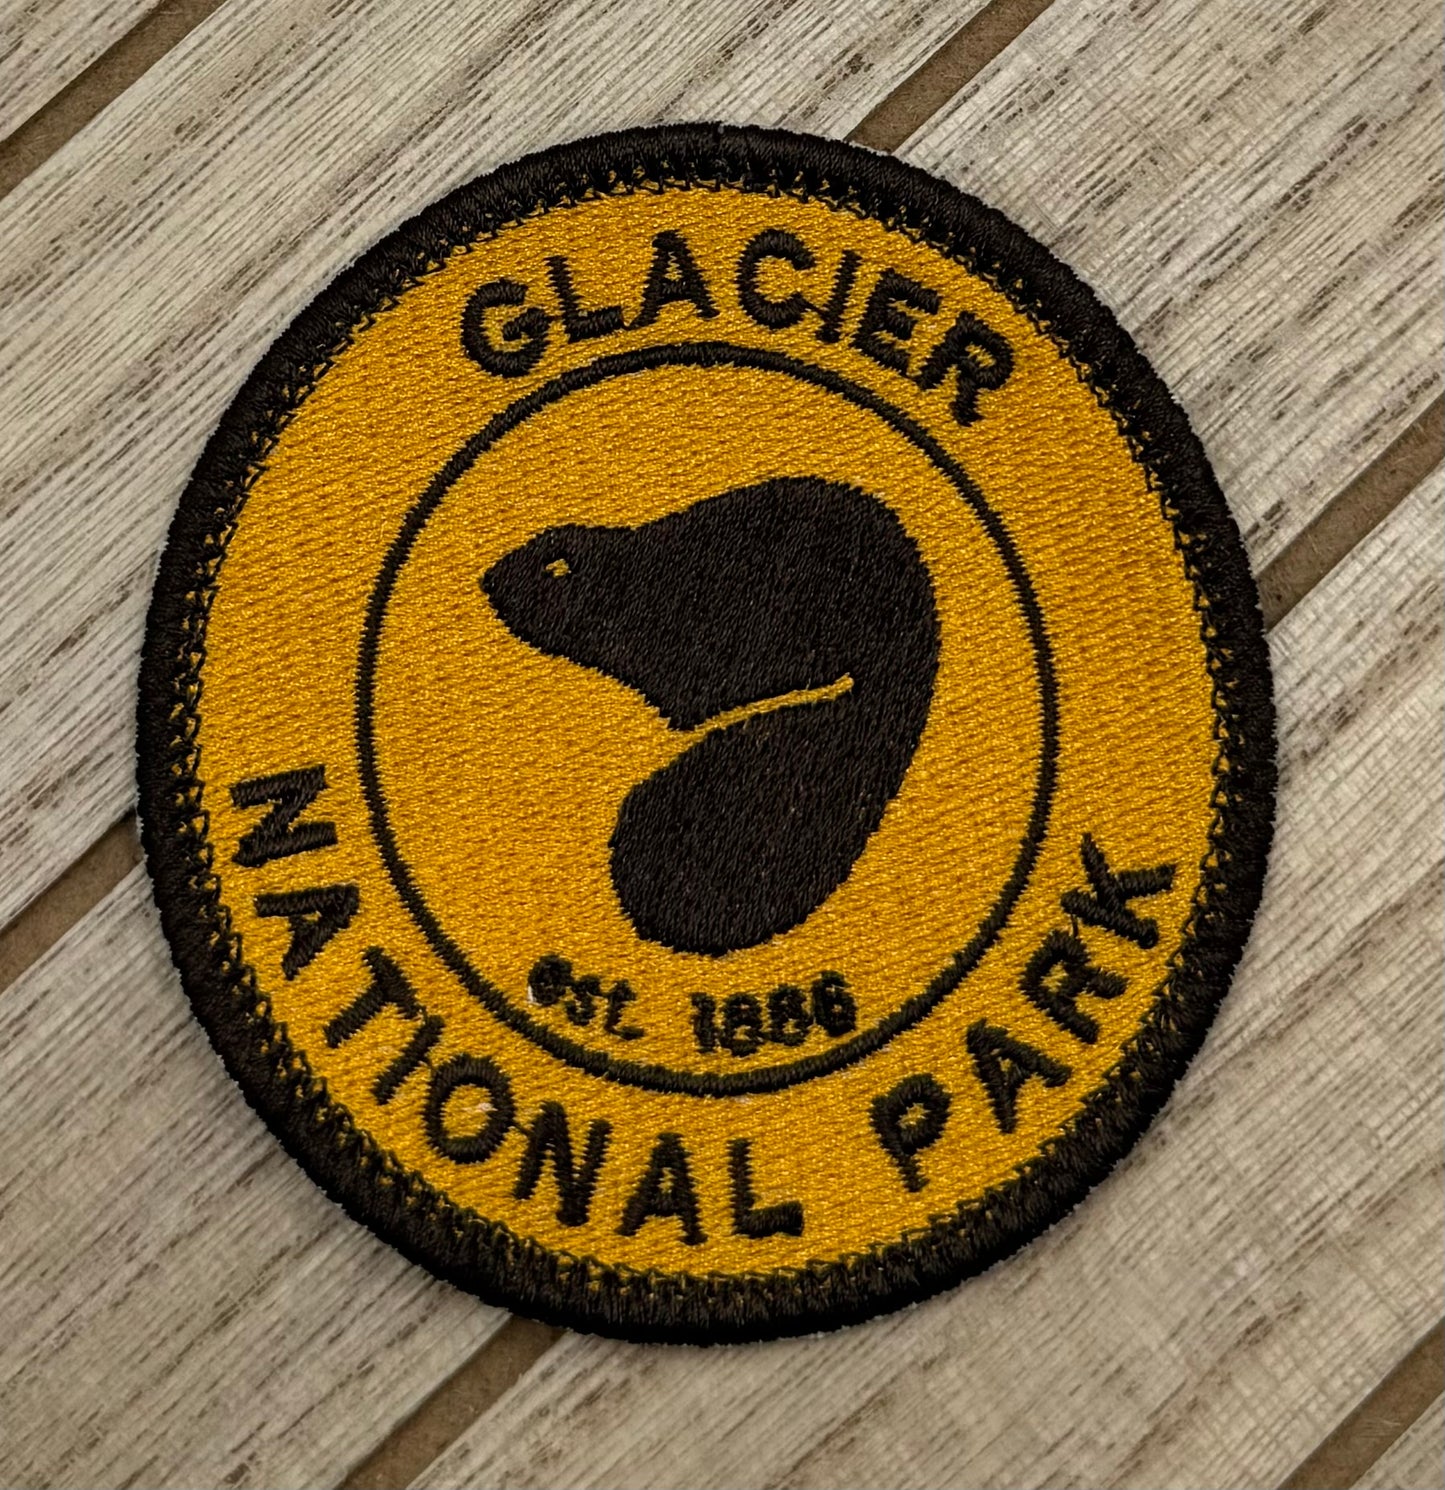 GLACIER
est. 1886
NATIONAL PARK